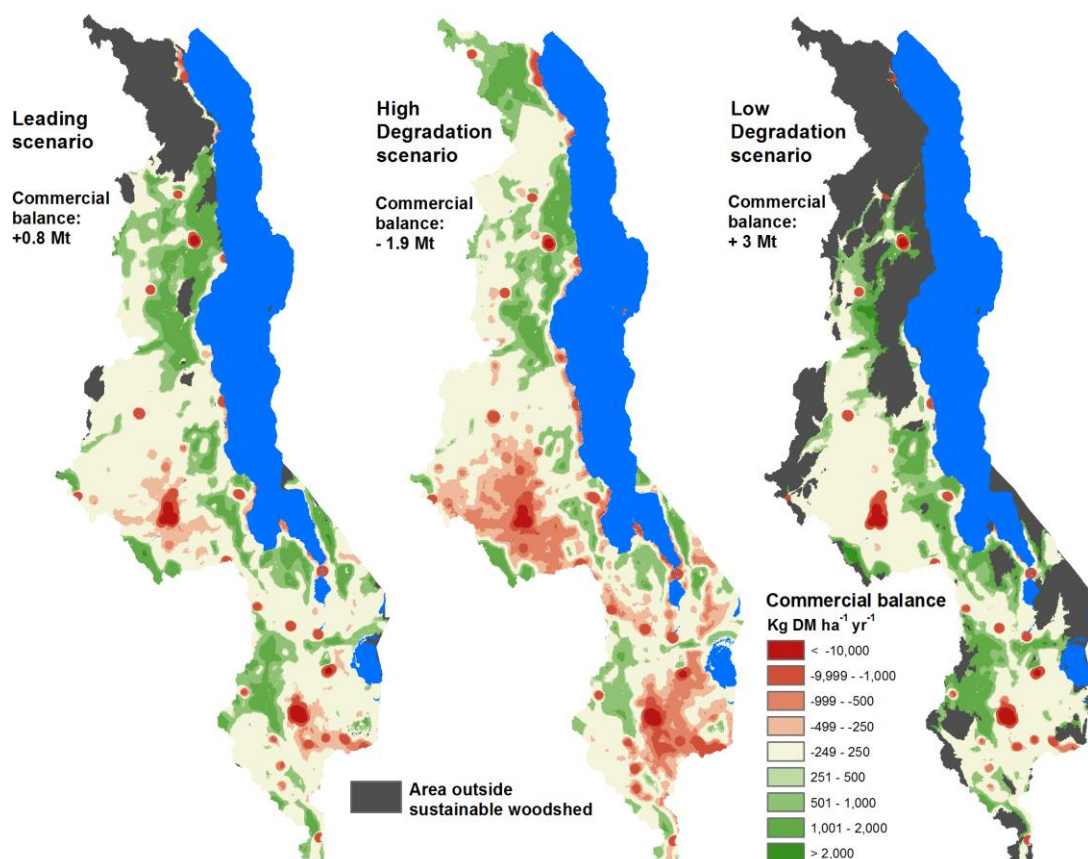 Leading
scenario
Commercial
balance:
+0.8 Mt
High
Degradation
scenario
Commercial
balance:
- 1.9 Mt
Low
Degradation
scenario
Commercial
balance:
+ 3 Mt
Area outside
sustainable woodshed
Commercial balance
Kg DM ha⁻¹ yr⁻¹
< -10,000
-9,999 - -1,000
-999 - -500
-499 - -250
-249 - 250
251 - 500
501 - 1,000
1,001 - 2,000
> 2,000